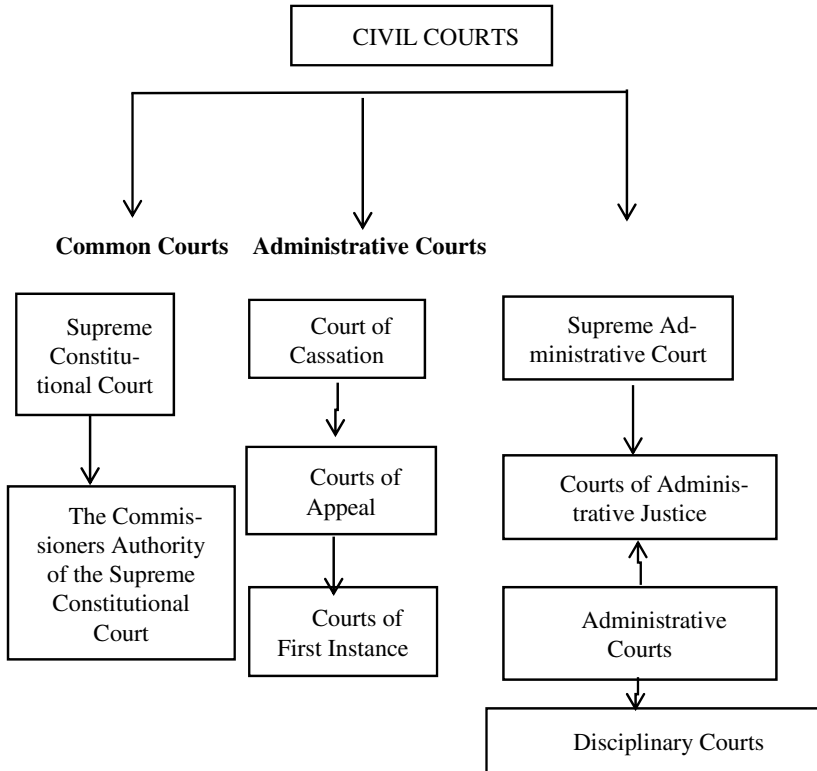 CIVIL COURTS
Common Courts
Administrative Courts
Supreme
Constitu-
tional Court
Court of
Cassation
Supreme Ad-
ministrative Court
The Commis-
sioners Authority
of the Supreme
Constitutional
Court
Courts of
Appeal
Courts of Adminis-
trative Justice
Courts of
First Instance
Administrative
Courts
Disciplinary Courts